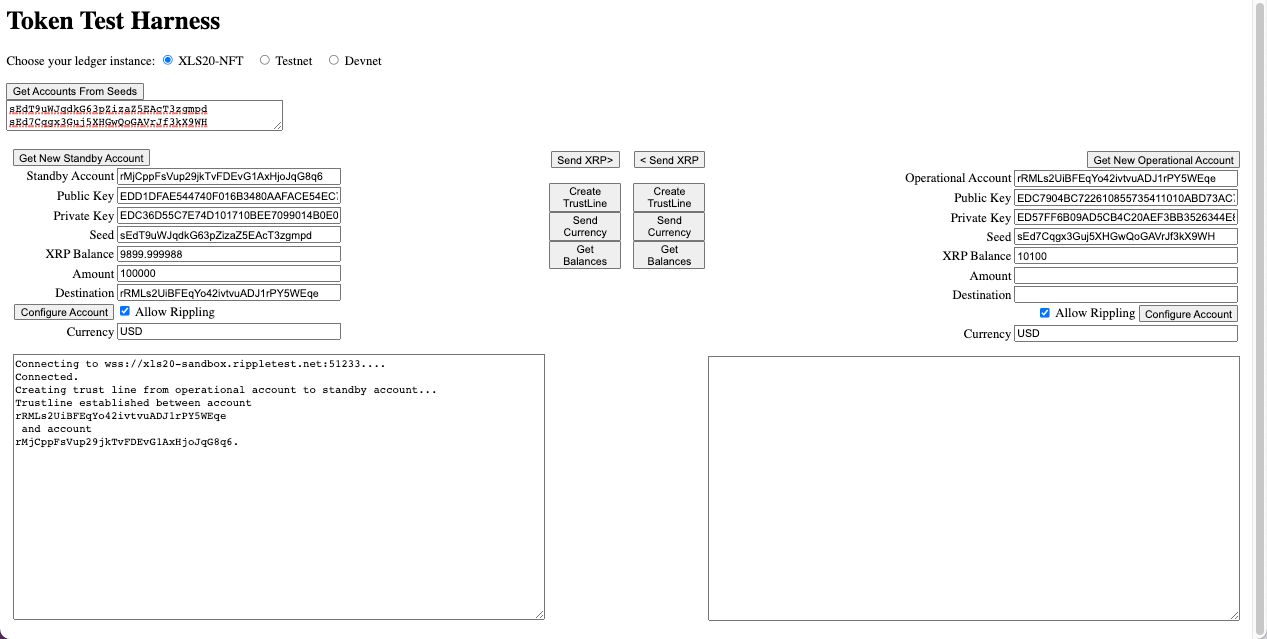 Token Test Harness
Choose your ledger instance: XLS20-NFT Testnet Devnet
Get Accounts From Seeds
sEdT9uWJqdkG63pZizaZ5EAcT3zgmpd
sEd7Cqgx3Guj5XHGwQoGAVrJf3kX9WH
Get New Standby Account
Standby Account rMjCppFsVup29jkTvFDEvG1AxHjoJqG8q6
Public Key EDD1DFAE544740F016B3480AAFACE54EC
Private Key EDC36D55C7E74D101710BEE7099014B0E0
Seed sEdT9uWJqdkG63pZizaZ5EAcT3zgmpd
XRP Balance 9899.999988
Amount 100000
Destination rRMLs2UiBFEqYo42ivtvuADJ1rPY5WEqe
Configure Account Allow Rippling
Currency USD
Send XRP> < Send XRP
Create TrustLine Create TrustLine
Send Currency Send Currency
Get Balances Get Balances
Get New Operational Account
Operational Account rRMLs2UiBFEqYo42ivtvuADJ1rPY5WEqe
Public Key EDC7904BC722610855735411010ABD73AC
Private Key ED57FF6B09AD5CB4C20AEF3BB3526344E
Seed sEd7Cqgx3Guj5XHGwQoGAVrJf3kX9WH
XRP Balance 10100
Amount
Destination
Allow Rippling Configure Account
Currency USD
Connecting to wss://xls20-sandbox.rippletest.net:51233....
Connected.
Creating trust line from operational account to standby account...
Trustline established between account
rRMLs2UiBFEqYo42ivtvuADJ1rPY5WEqe
and account
rMjCppFsVup29jkTvFDEvG1AxHjoJqG8q6.